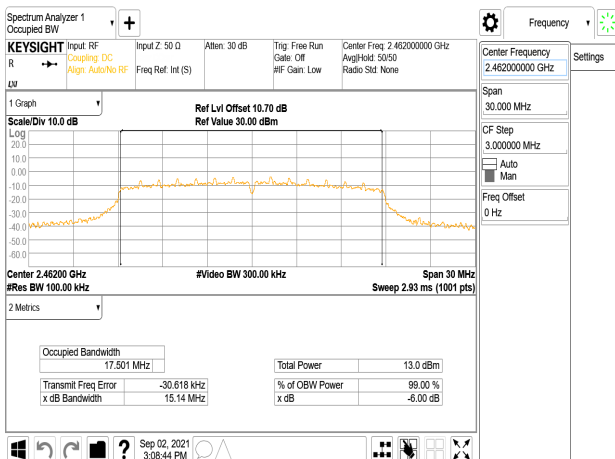 Spectrum Analyzer 1
Occupied BW
+
Frequency
KEYSIGHT Input: RF Input Z: 50 Ω Atten: 30 dB Trig: Free Run Center Freq: 2.462000000 GHz
Coupling: DC Gate: Off Avg|Hold: 50/50
R Align: Auto/No RF Freq Ref: Int (S) #IF Gain: Low Radio Std: None
LXI
Center Frequency
2.462000000 GHz
Settings
Span
30.000 MHz
CF Step
3.000000 MHz
Auto
Man
Freq Offset
0 Hz
1 Graph
Ref Lvl Offset 10.70 dB
Scale/Div 10.0 dB Ref Value 30.00 dBm
Log
20.0
10.0
0.00
-10.0
-20.0
-30.0
-40.0
-50.0
-60.0
Center 2.46200 GHz #Video BW 300.00 kHz Span 30 MHz
#Res BW 100.00 kHz Sweep 2.93 ms (1001 pts)
2 Metrics
Occupied Bandwidth
17.501 MHz Total Power 13.0 dBm
Transmit Freq Error -30.618 kHz % of OBW Power 99.00 %
x dB Bandwidth 15.14 MHz x dB -6.00 dB
? Sep 02, 2021
3:08:44 PM